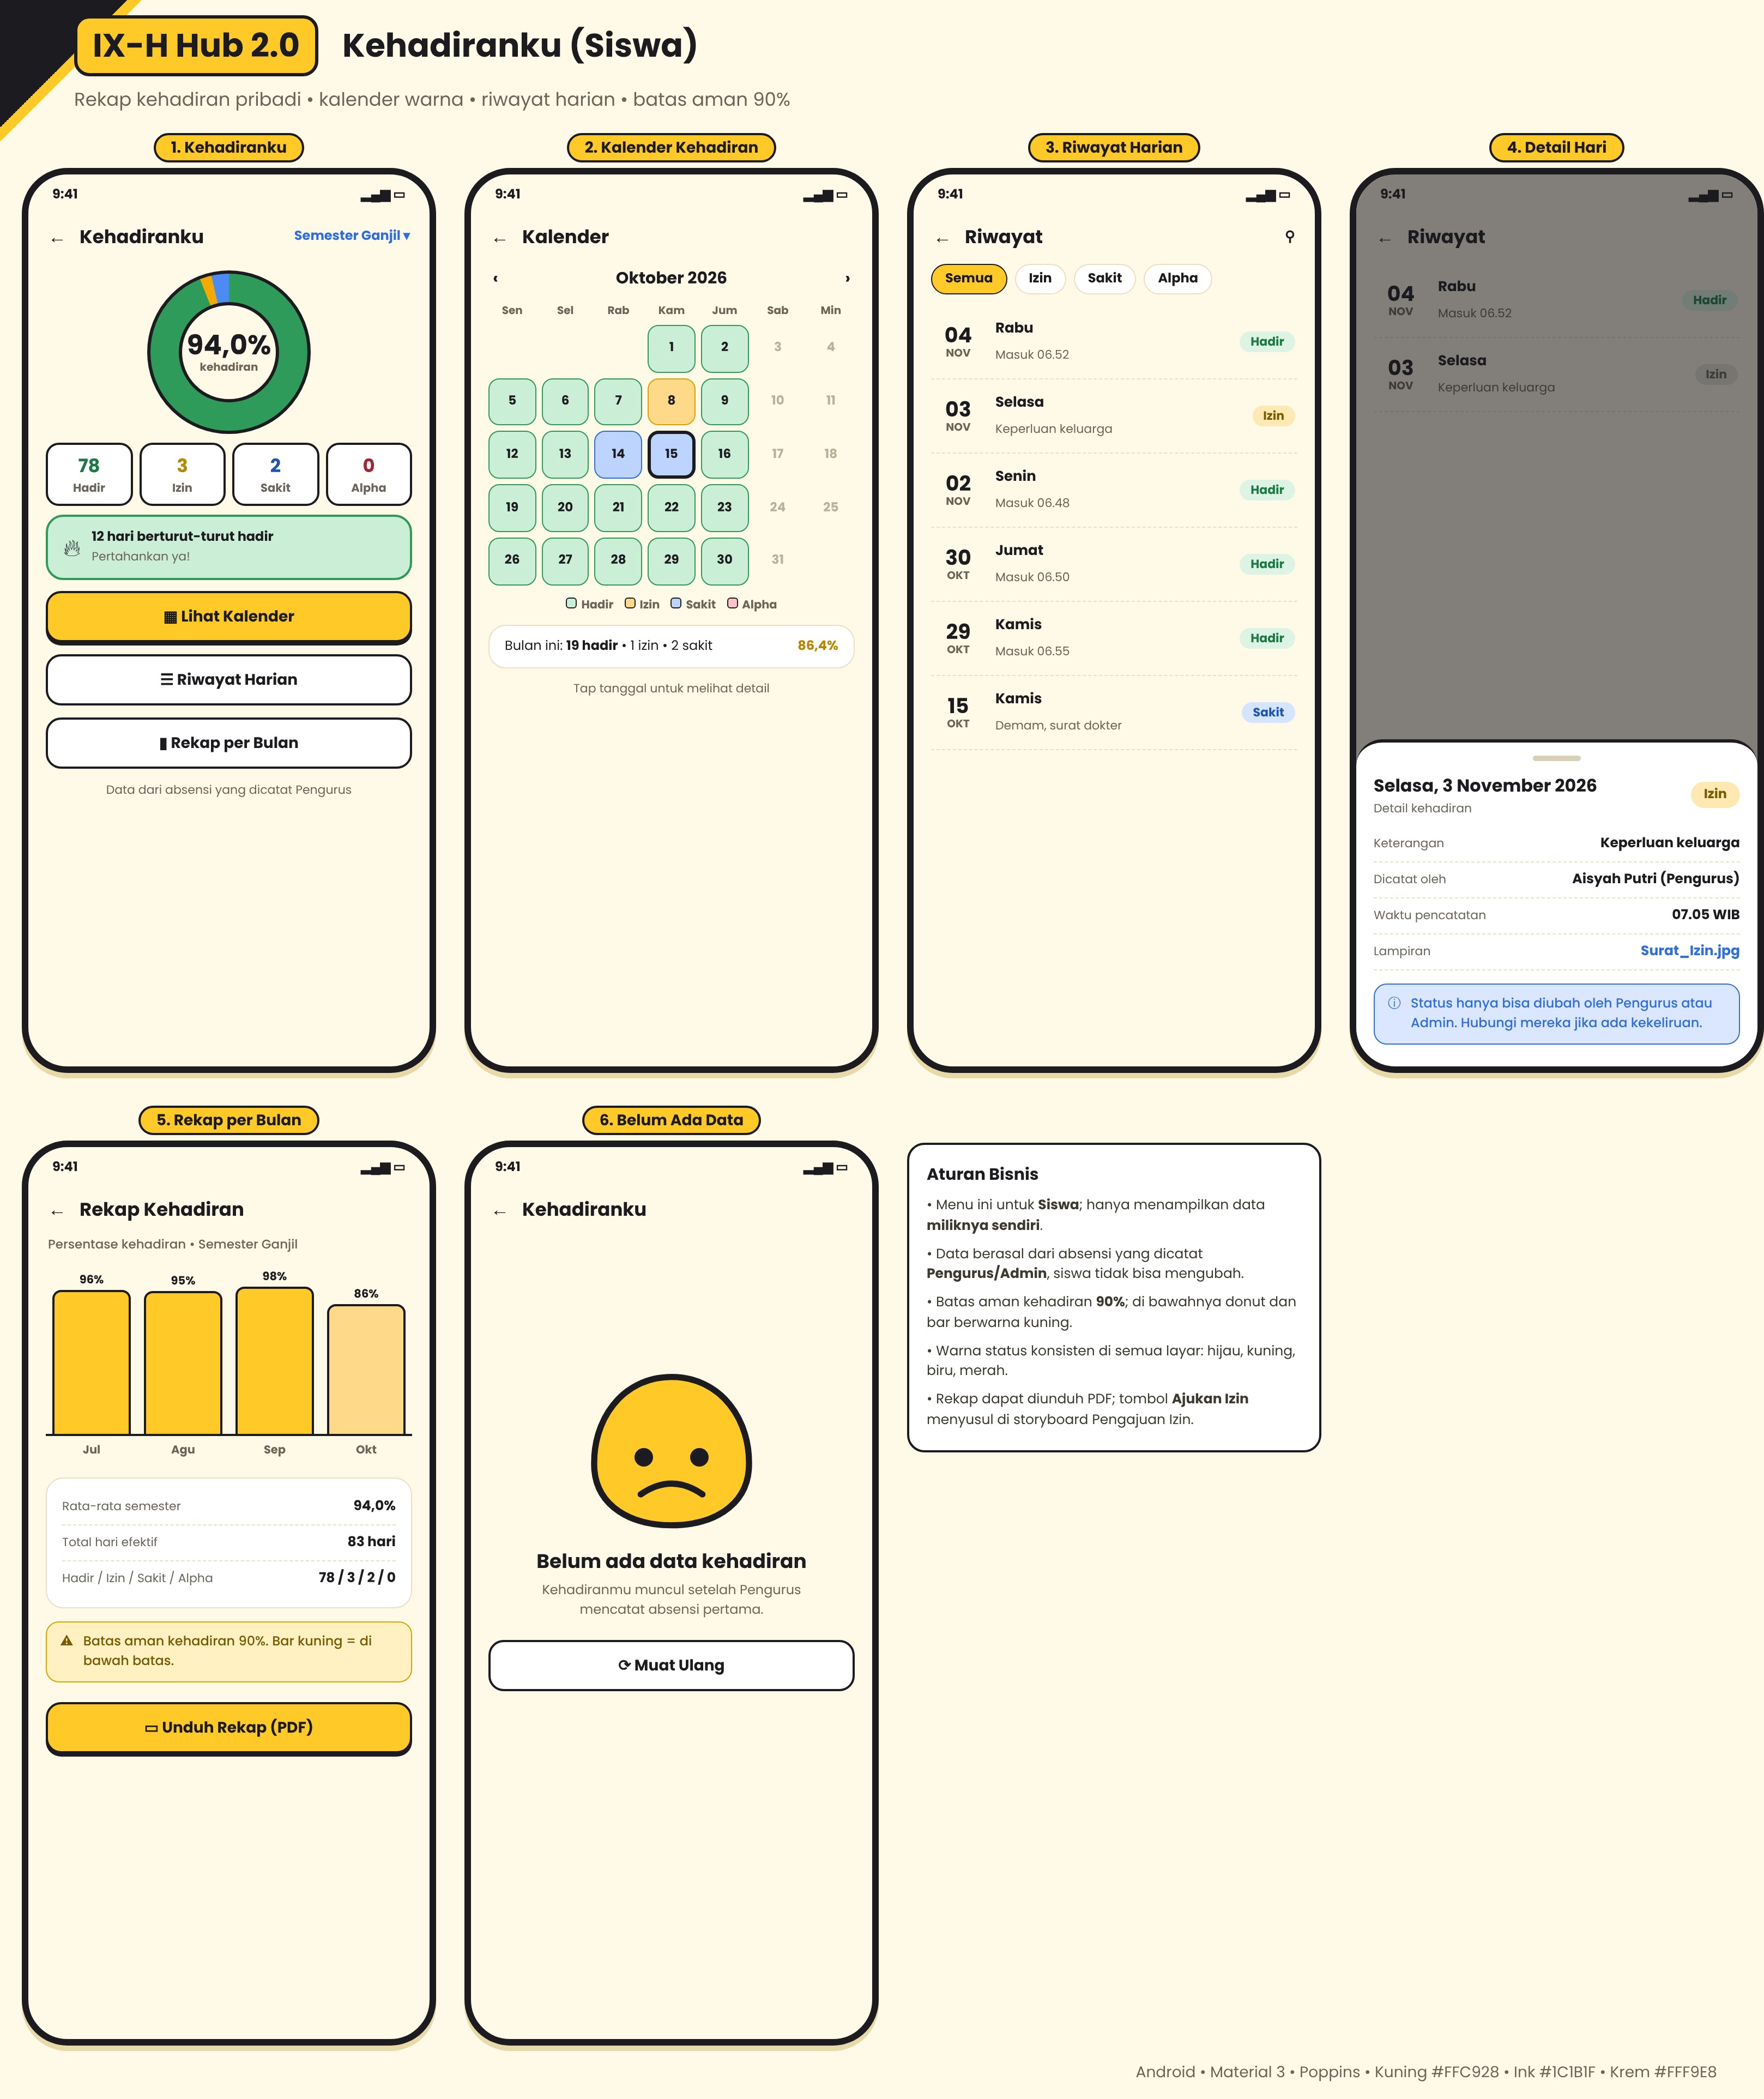 IX-H Hub 2.0
Kehadiranku (Siswa)
Rekap kehadiran pribadi • kalender warna • riwayat harian • batas aman 90%
1. Kehadiranku
9:41
← Kehadiranku
Semester Ganjil ▾
94,0%
kehadiran
78
Hadir
3
Izin
2
Sakit
0
Alpha
12 hari berturut-turut hadir
Pertahankan ya!
Lihat Kalender
Riwayat Harian
Rekap per Bulan
Data dari absensi yang dicatat Pengurus
2. Kalender Kehadiran
9:41
← Kalender
‹ Oktober 2026 ›
Sen Sel Rab Kam Jum Sab Min
1 2 3 4
5 6 7 8 9 10 11
12 13 14 15 16 17 18
19 20 21 22 23 24 25
26 27 28 29 30 31
Hadir Izin Sakit Alpha
Bulan ini: 19 hadir • 1 izin • 2 sakit 86,4%
Tap tanggal untuk melihat detail
3. Riwayat Harian
9:41
← Riwayat
Semua Izin Sakit Alpha
04 NOV
Rabu
Masuk 06.52
Hadir
03 NOV
Selasa
Keperluan keluarga
Izin
02 NOV
Senin
Masuk 06.48
Hadir
30 OKT
Jumat
Masuk 06.50
Hadir
29 OKT
Kamis
Masuk 06.55
Hadir
15 OKT
Kamis
Demam, surat dokter
Sakit
4. Detail Hari
9:41
← Riwayat
04 NOV
Rabu
Masuk 06.52
Hadir
03 NOV
Selasa
Keperluan keluarga
Izin
Selasa, 3 November 2026
Detail kehadiran
Izin
Keterangan Keperluan keluarga
Dicatat oleh Aisyah Putri (Pengurus)
Waktu pencatatan 07.05 WIB
Lampiran Surat_Izin.jpg
Status hanya bisa diubah oleh Pengurus atau
Admin. Hubungi mereka jika ada kekeliruan.
5. Rekap per Bulan
9:41
← Rekap Kehadiran
Persentase kehadiran • Semester Ganjil
96% 95% 98% 86%
Jul Agu Sep Okt
Rata-rata semester 94,0%
Total hari efektif 83 hari
Hadir / Izin / Sakit / Alpha 78 / 3 / 2 / 0
Batas aman kehadiran 90%. Bar kuning = di
bawah batas.
Unduh Rekap (PDF)
6. Belum Ada Data
9:41
← Kehadiranku
Belum ada data kehadiran
Kehadiranmu muncul setelah Pengurus
mencatat absensi pertama.
Muat Ulang
Aturan Bisnis
• Menu ini untuk Siswa; hanya menampilkan data
miliknya sendiri.
• Data berasal dari absensi yang dicatat
Pengurus/Admin, siswa tidak bisa mengubah.
• Batas aman kehadiran 90%; di bawahnya donut dan
bar berwarna kuning.
• Warna status konsisten di semua layar: hijau, kuning,
biru, merah.
• Rekap dapat diunduh PDF; tombol Ajukan Izin
menyusul di storyboard Pengajuan Izin.
Android • Material 3 • Poppins • Kuning #FFC928 • Ink #1C1B1F • Krem #FFF9E8